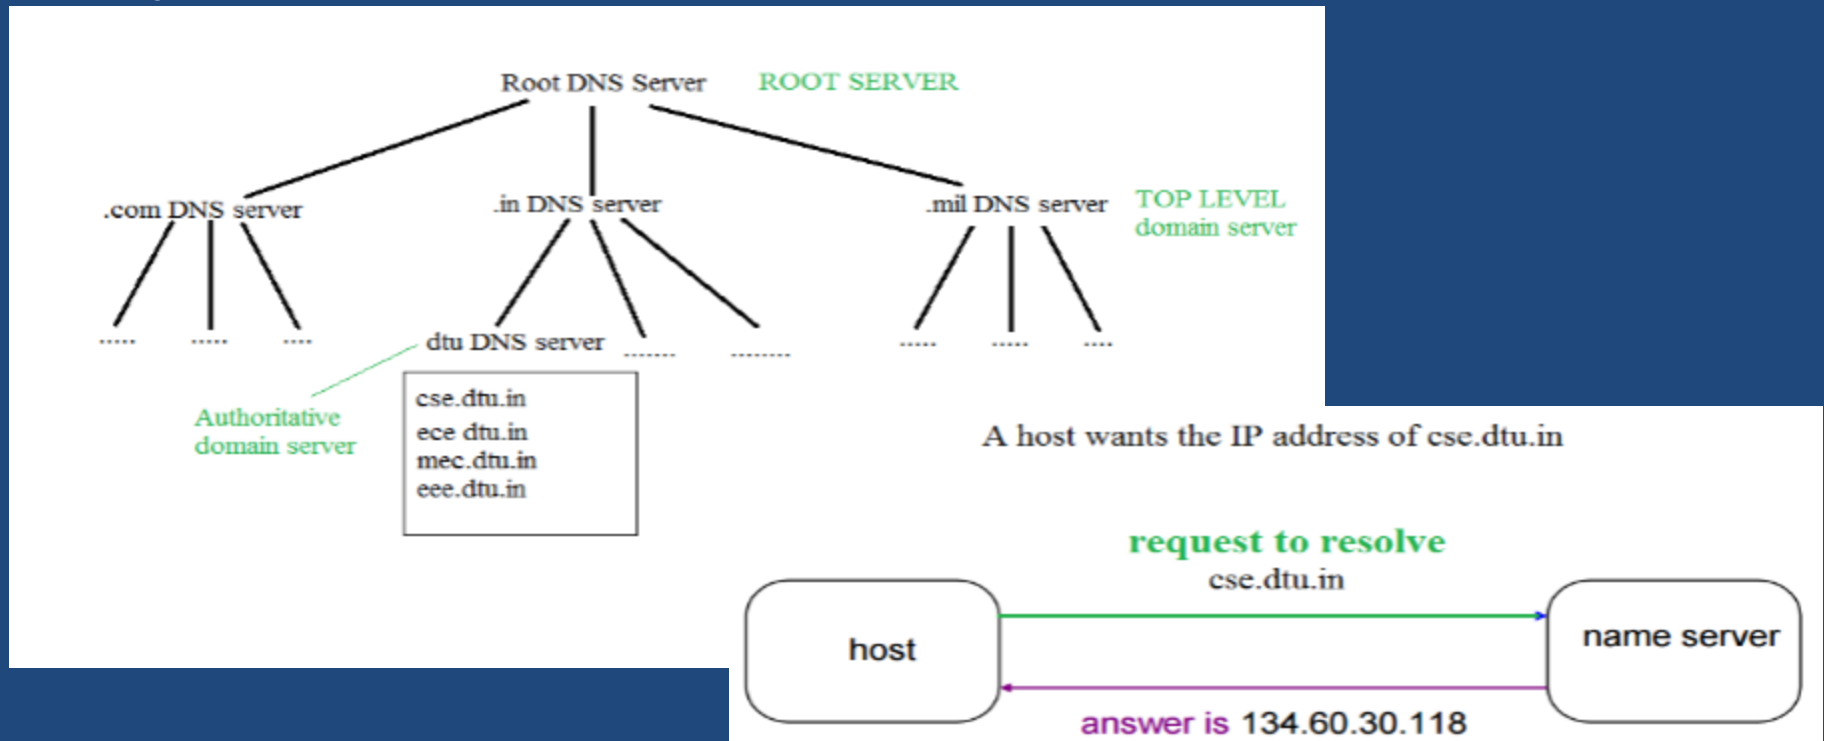 Root DNS Server
ROOT SERVER
.com DNS server
.in DNS server
.mil DNS server
TOP LEVEL
domain server
.....
.....
....
dtu DNS server
.......
........
.....
.....
....
Authoritative
domain server
cse.dtu.in
ece dtu.in
mec.dtu.in
eee.dtu.in
A host wants the IP address of cse.dtu.in
request to resolve
cse.dtu.in
host
name server
answer is 134.60.30.118